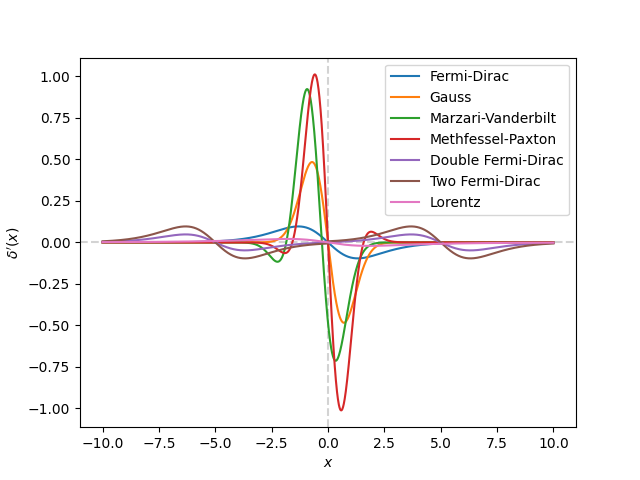 1.00
0.75
0.50
0.25
0.00
−0.25
−0.50
−0.75
−1.00
δ′(x)
Fermi-Dirac
Gauss
Marzari-Vanderbilt
Methfessel-Paxton
Double Fermi-Dirac
Two Fermi-Dirac
Lorentz
−10.0 −7.5 −5.0 −2.5 0.0 2.5 5.0 7.5 10.0
x